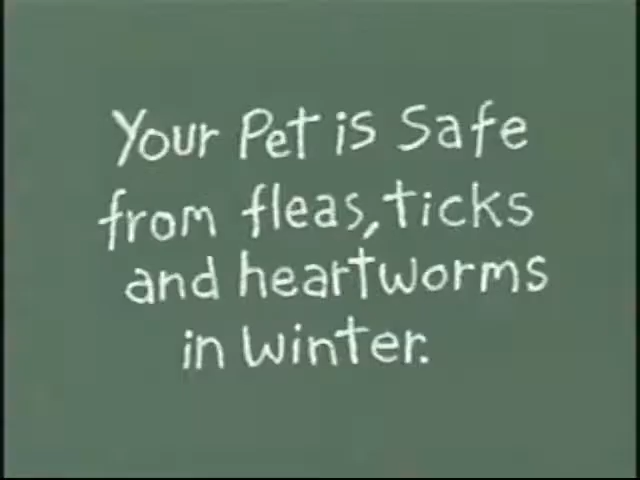 Your Pet is Safe
from fleas, ticks
and heartworms
in winter.